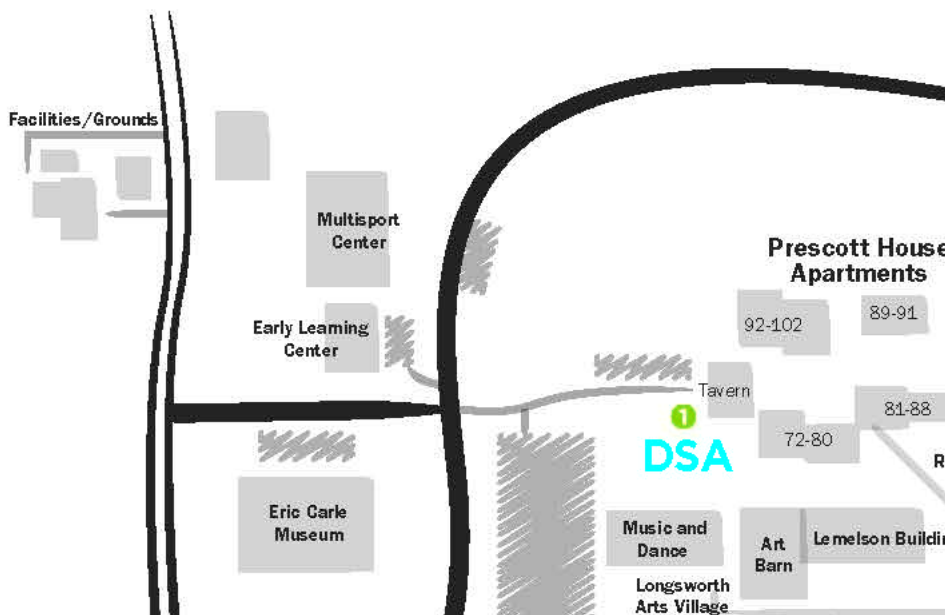 Facilities/Grounds
Multisport
Center
Prescott House
Apartments
92-102
89-91
Early Learning
Center
Tavern
1
DSA
81-88
72-80
R
Eric Carle
Museum
Music and
Dance
Art
Barn
Lemelson Buildin
Longsworth
Arts Village